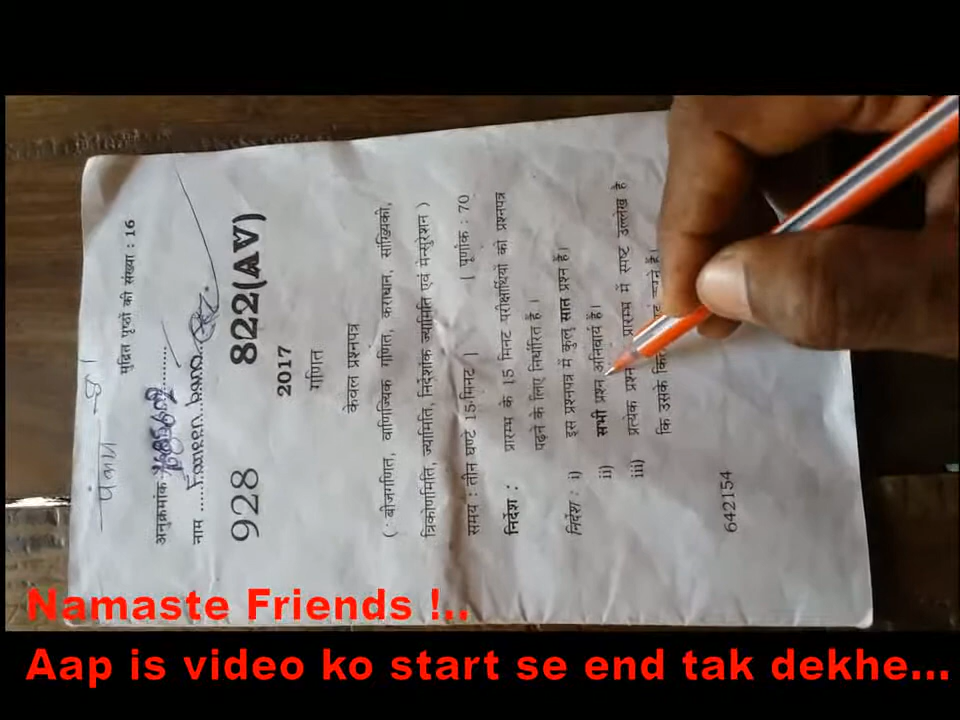 पंकज
मुद्रित पृष्ठों की संख्या : 16
अनुक्रमांक
नाम
928 822(AV)
2017
गणित
केवल प्रश्नपत्र
( बीजगणित, वाणिज्यिक गणित, कराधान, सांख्यिकी,
त्रिकोणमिति, ज्यामिति, निर्देशांक ज्यामिति एवं मेन्सुरेशन )
समय : तीन घण्टे 15 मिनट ] [ पूर्णांक : 70
निर्देश : प्रारम्भ के 15 मिनट परीक्षार्थियों को प्रश्नपत्र
पढ़ने के लिए निर्धारित हैं ।
निर्देश : i) इस प्रश्नपत्र में कुल सात प्रश्न हैं।
ii) सभी प्रश्न अनिवार्य हैं।
iii) प्रत्येक प्रश्न प्रारम्भ में स्पष्ट उल्लेख है
कि उसके हैं।
642154
Namaste Friends !..
Aap is video ko start se end tak dekhe...